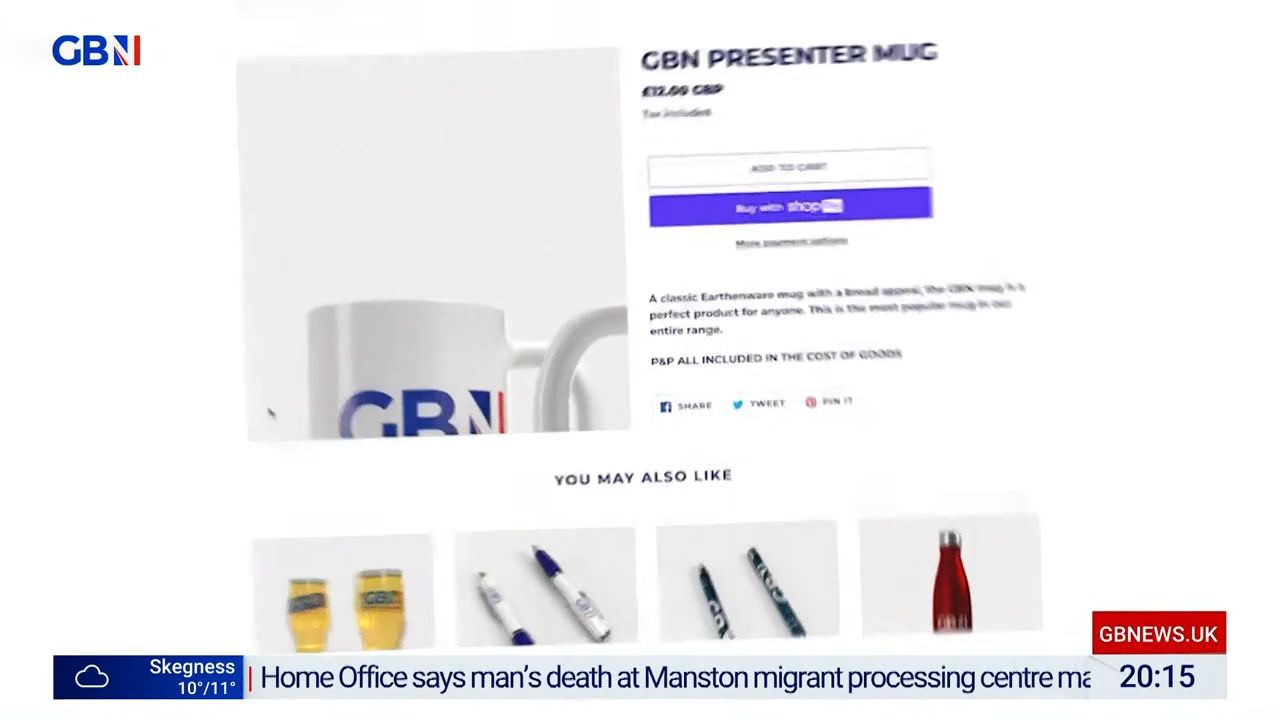 GBN
GBN PRESENTER MUG
£12.00 GBP
Tax included
ADD TO CART
Buy with shop
More payment options
A classic Earthenware mug with a broad appeal, the GBN mug is a
perfect product for anyone. This is the most popular mug in our
entire range.
P&P ALL INCLUDED IN THE COST OF GOODS
SHARE TWEET PIN IT
GBN
YOU MAY ALSO LIKE
GBN
GBNEWS.UK
Skegness
10°/11°
Home Office says man's death at Manston migrant processing centre ma
20:15